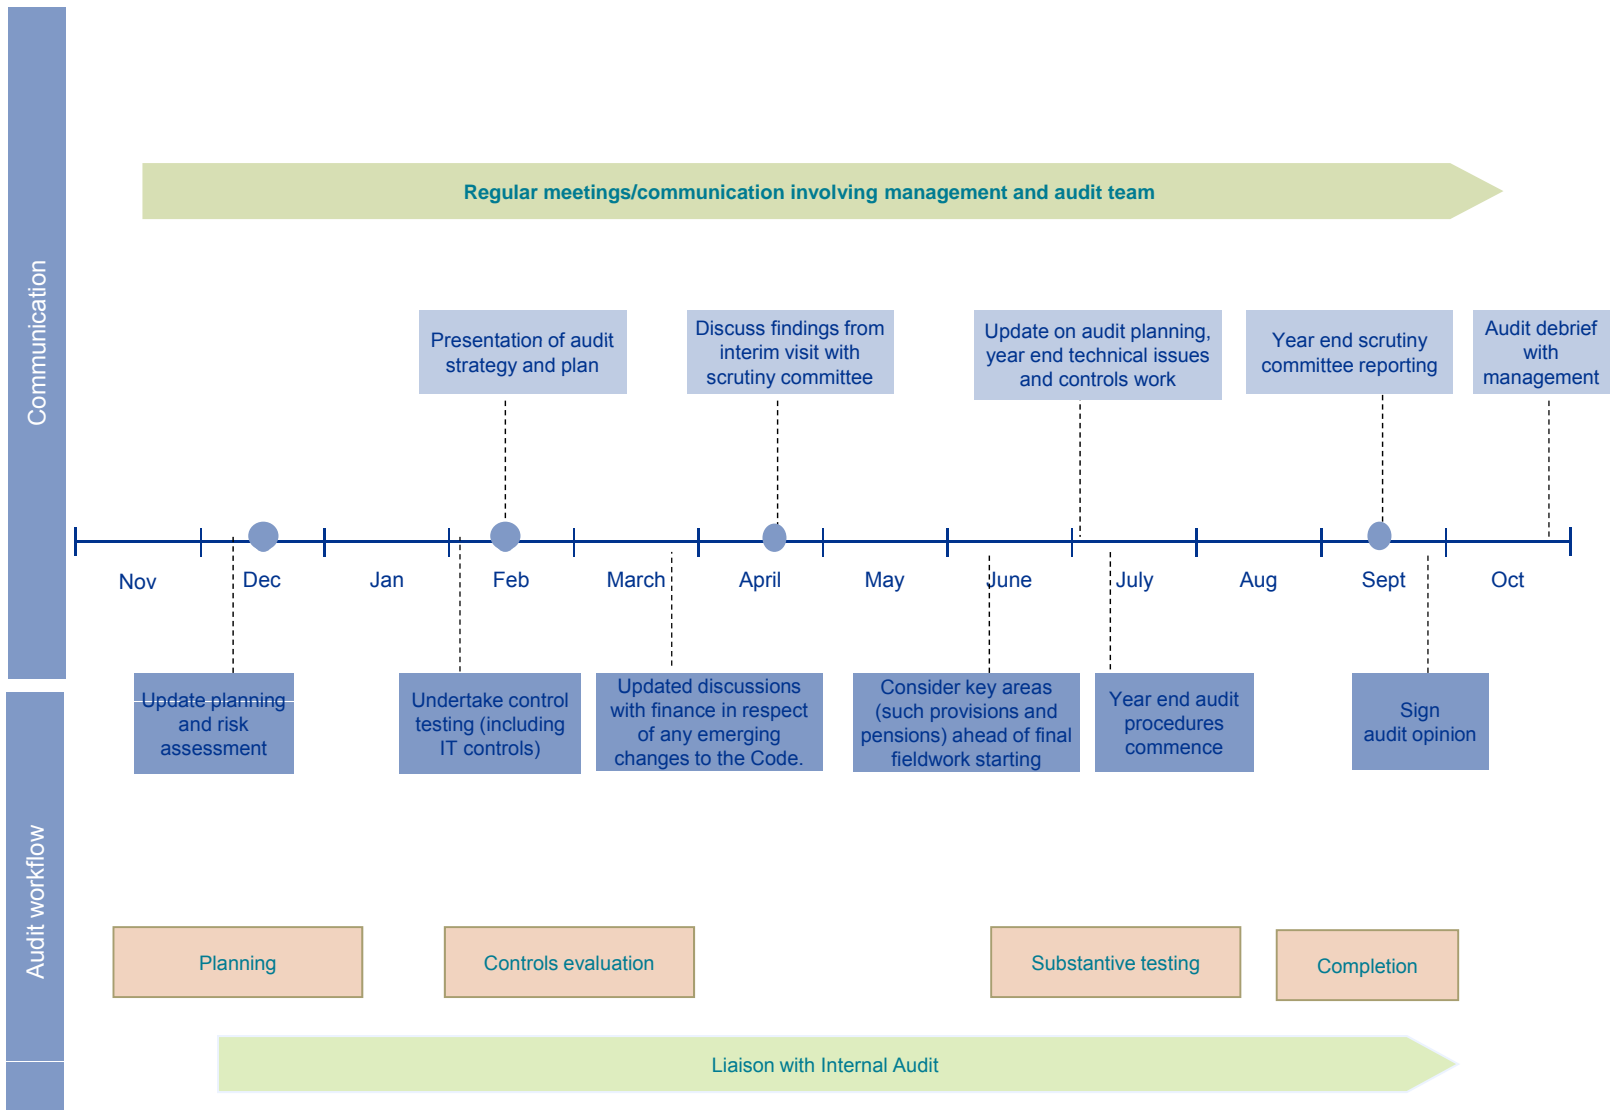 Communication
Regular meetings/communication involving management and audit team
Presentation of audit
strategy and plan
Discuss findings from
interim visit with
scrutiny committee
Update on audit planning,
year end technical issues
and controls work
Year end scrutiny
committee reporting
Audit debrief
with
management
Nov
Dec
Jan
Feb
March
April
May
June
July
Aug
Sept
Oct
Update planning
and risk
assessment
Undertake control
testing (including
IT controls)
Updated discussions
with finance in respect
of any emerging
changes to the Code.
Consider key areas
(such provisions and
pensions) ahead of final
fieldwork starting
Year end audit
procedures
commence
Sign
audit opinion
Audit workflow
Planning
Controls evaluation
Substantive testing
Completion
Liaison with Internal Audit